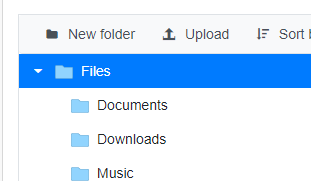 New folder Upload Sort b
Files
Documents
Downloads
Music